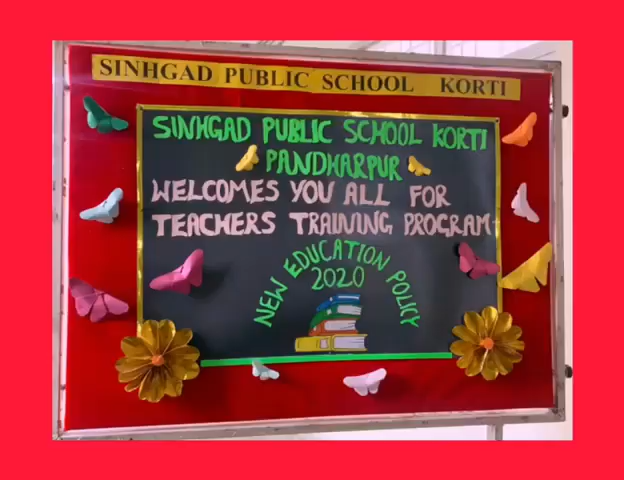 SINHGAD PUBLIC SCHOOL KORTI
SINHGAD PUBLIC SCHOOL KORTI
PANDHARPUR
WELCOMES YOU ALL FOR
TEACHERS TRAINING PROGRAM
NEW EDUCATION POLICY
2020